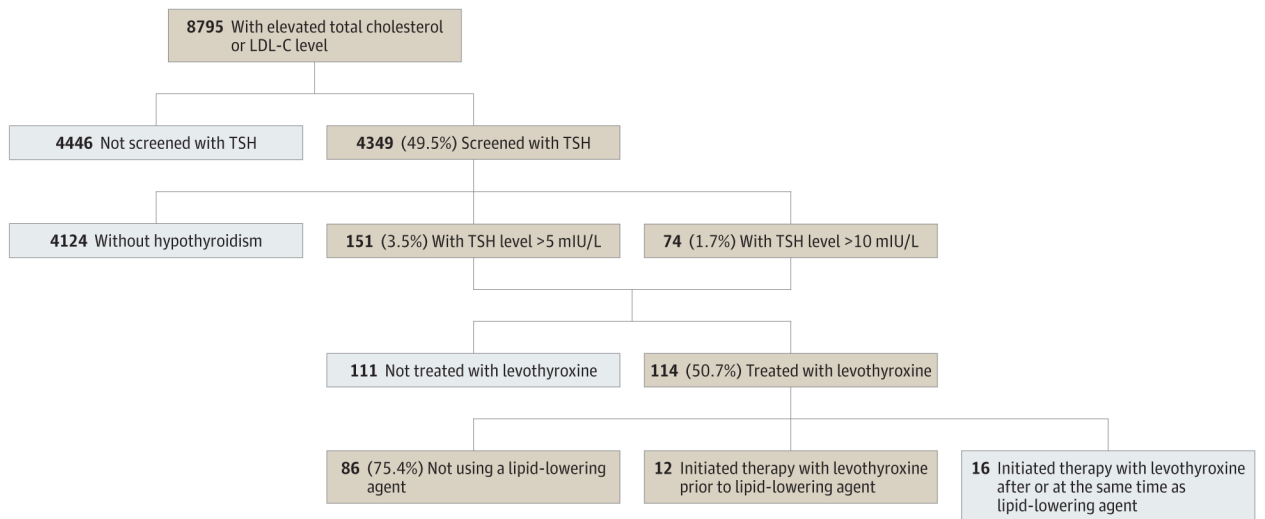 8795 With elevated total cholesterol
or LDL-C level
4446 Not screened with TSH
4349 (49.5%) Screened with TSH
4124 Without hypothyroidism
151 (3.5%) With TSH level >5 mIU/L
74 (1.7%) With TSH level >10 mIU/L
111 Not treated with levothyroxine
114 (50.7%) Treated with levothyroxine
86 (75.4%) Not using a lipid-lowering
agent
12 Initiated therapy with levothyroxine
prior to lipid-lowering agent
16 Initiated therapy with levothyroxine
after or at the same time as
lipid-lowering agent